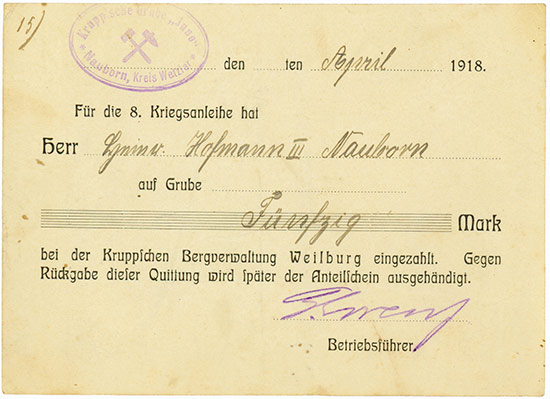 15)
Krupp'sche Grube „Juno“
Nauborn, Kreis Wetzlar
den ten April 1918.
Für die 8. Kriegsanleihe hat
Herr Heinr. Hofmann III Nauborn
auf Grube
Fünfzig Mark
bei der Kruppschen Bergverwaltung Weilburg eingezahlt. Gegen
Rückgabe dieser Quittung wird später der Anteilschein ausgehändigt.
Betriebsführer.